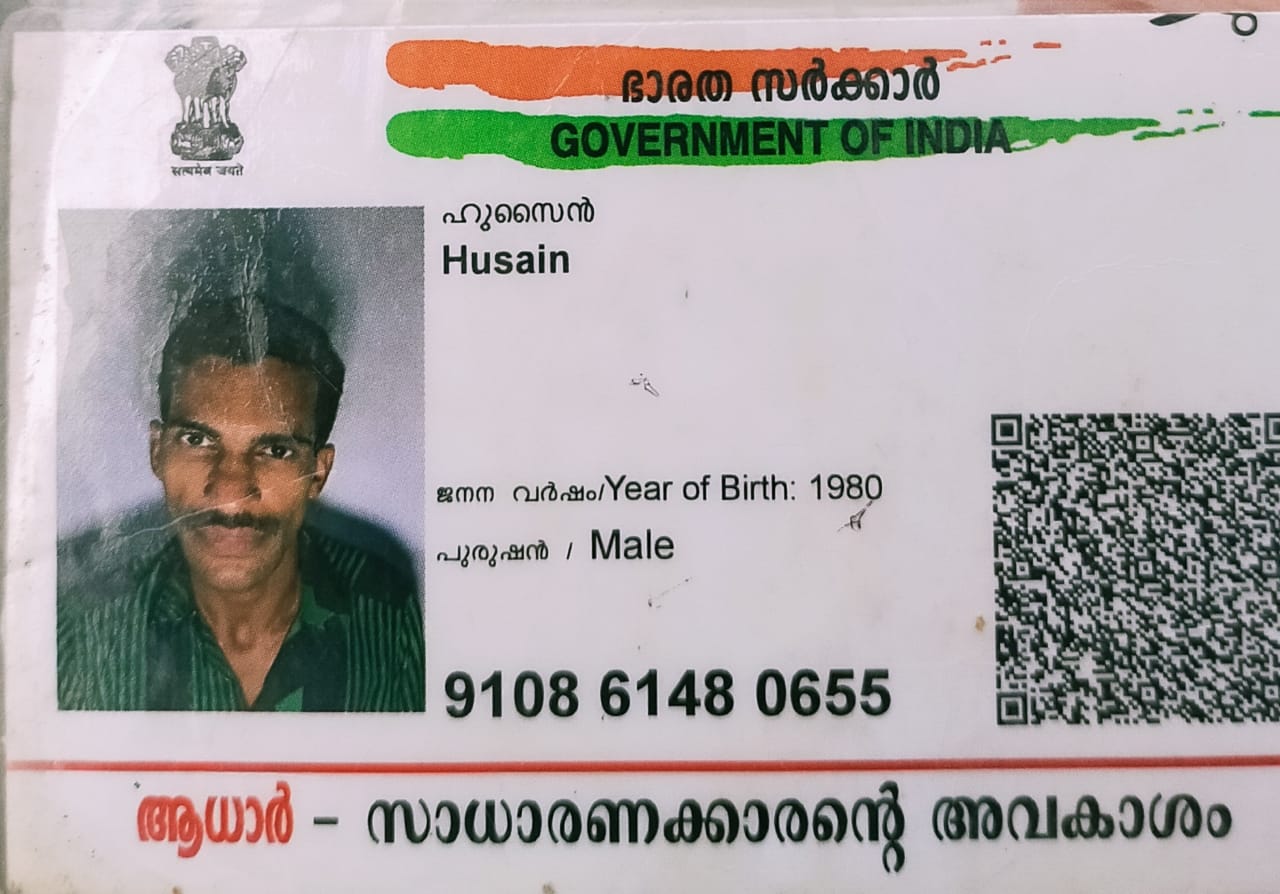 ഭാരത സർക്കാർ
GOVERNMENT OF INDIA
सत्यमेव जयते
ഹുസൈൻ
Husain
ജനന വർഷം/Year of Birth: 1980
പുരുഷൻ / Male
9108 6148 0655
ആധാർ - സാധാരണക്കാരന്റെ അവകാശം